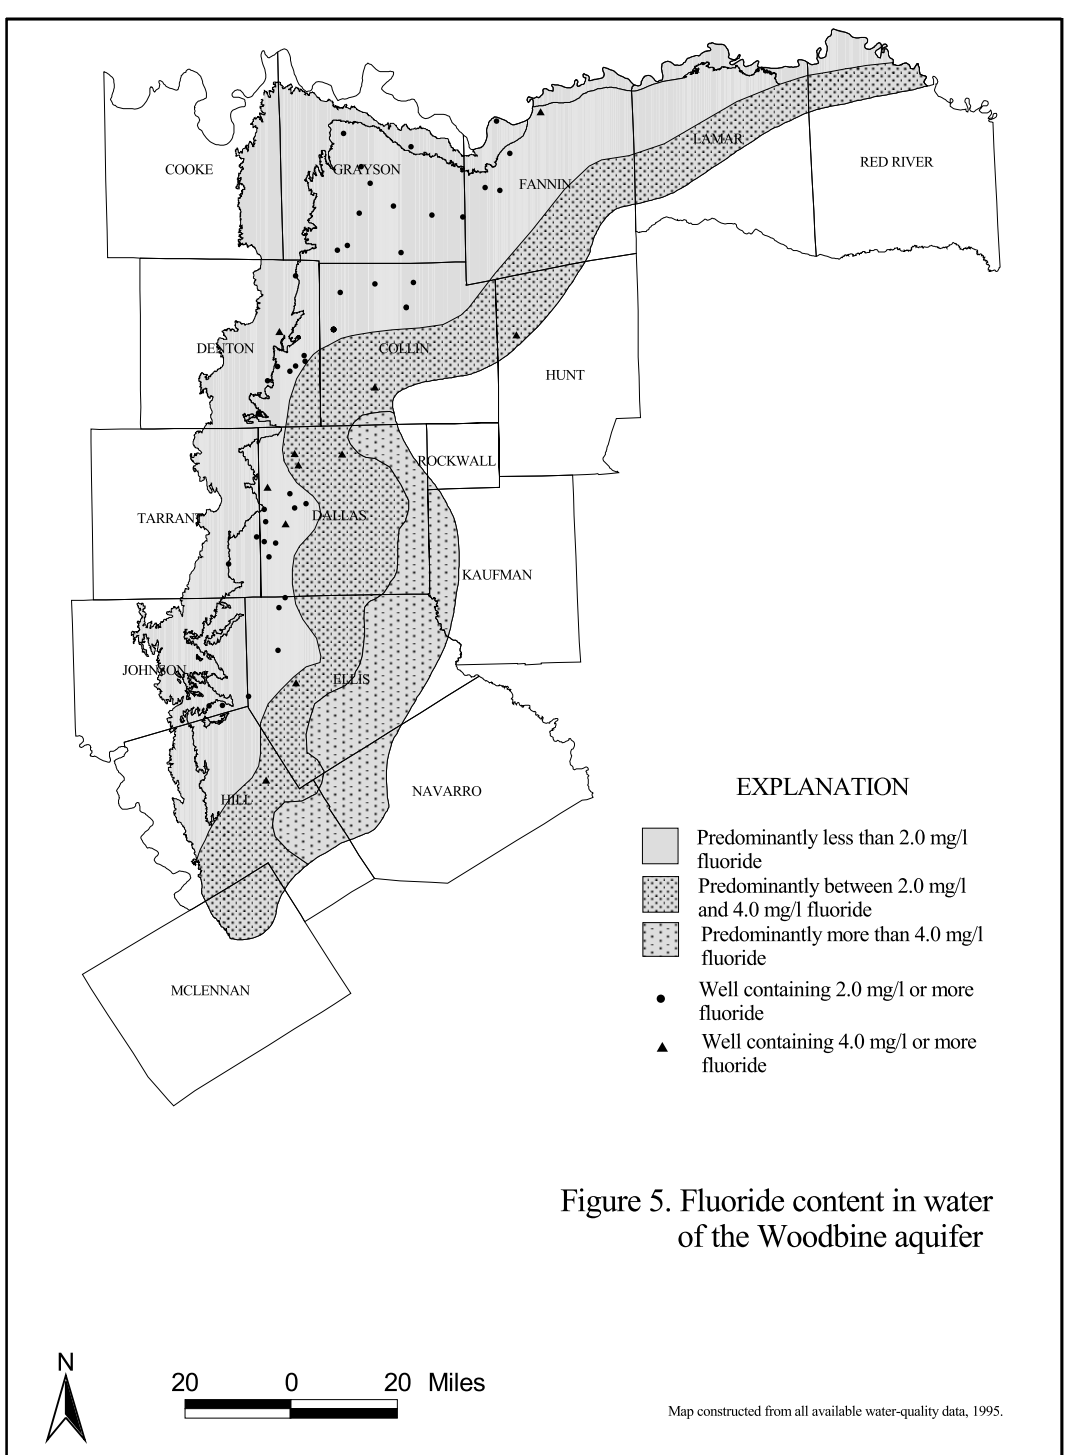 LAMAR
COOKE
GRAYSON
RED RIVER
FANNIN
DENTON
COLLIN
HUNT
ROCKWALL
TARRANT
DALLAS
KAUFMAN
JOHNSON
ELLIS
HILL
NAVARRO
MCLENNAN
EXPLANATION
Predominantly less than 2.0 mg/l
fluoride
Predominantly between 2.0 mg/l
and 4.0 mg/l fluoride
Predominantly more than 4.0 mg/l
fluoride
Well containing 2.0 mg/l or more
fluoride
Well containing 4.0 mg/l or more
fluoride
Figure 5. Fluoride content in water
of the Woodbine aquifer
N
20 0 20 Miles
Map constructed from all available water-quality data, 1995.